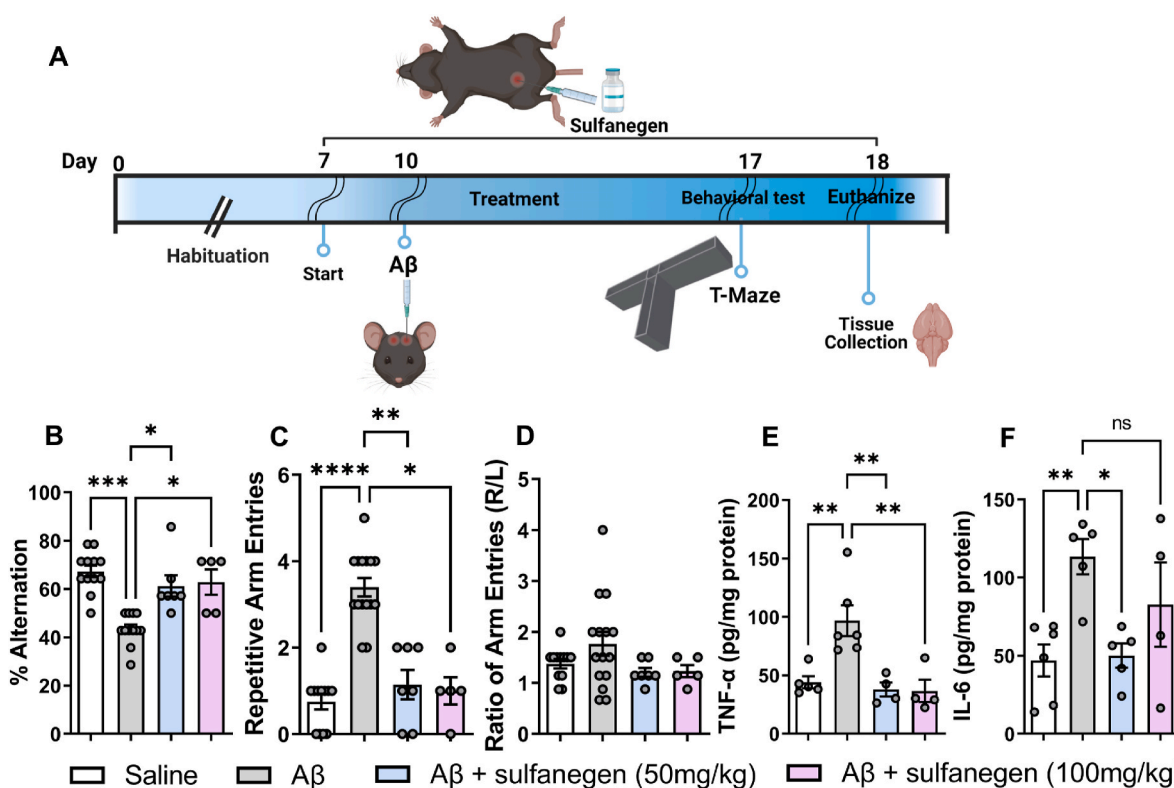 A
Sulfanegen
Day 0 7 10 17 18
Treatment Behavioral test Euthanize
Habituation
Start
Aβ
T-Maze
Tissue
Collection
B
% Alternation
100
80
60
40
20
0
***
*
*
C
Repetitive Arm Entries
6
4
2
0
****
**
*
D
Ratio of Arm Entries (R/L)
5
4
3
2
1
0
E
TNF-α (pg/mg protein)
200
150
100
50
0
**
**
**
F
IL-6 (pg/mg protein)
150
100
50
0
**
*
ns
Saline Aβ Aβ + sulfanegen (50mg/kg) Aβ + sulfanegen (100mg/kg